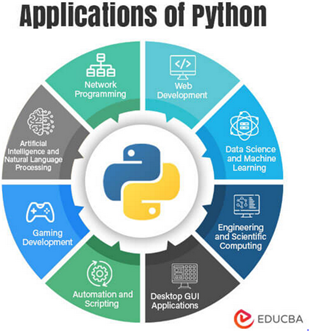 Applications of Python
Network
Programming
Web
Development
Data Science
and Machine
Learning
Engineering
and Scientific
Computing
Desktop GUI
Applications
Automation and
Scripting
Gaming
Development
Artificial
Intelligence and
Natural Language
Processing
EDUCBA